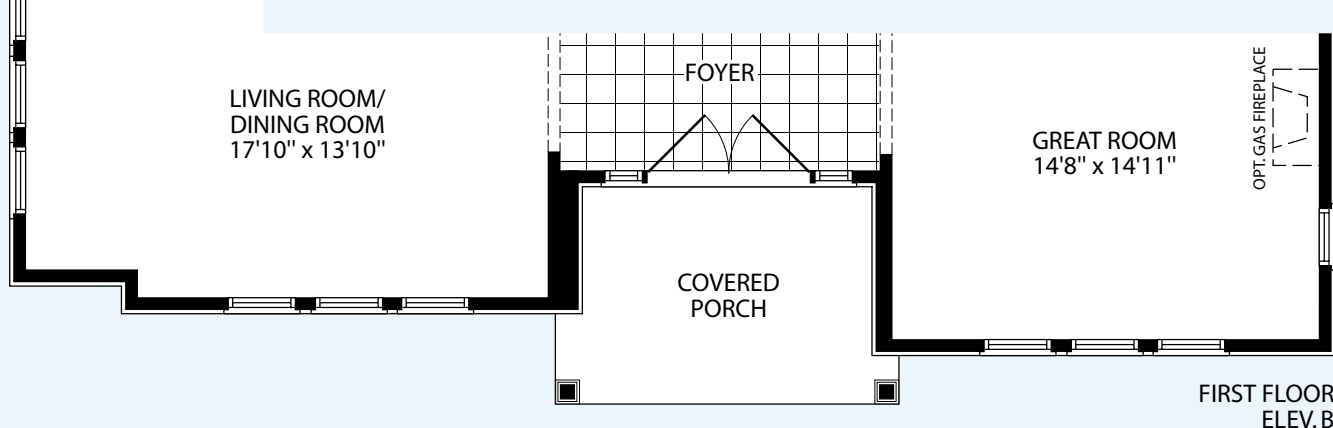 LIVING ROOM/
DINING ROOM
17'10" x 13'10"
FOYER
COVERED
PORCH
GREAT ROOM
14'8" x 14'11"
OPT. GAS FIREPLACE
FIRST FLOOR
ELEV. B